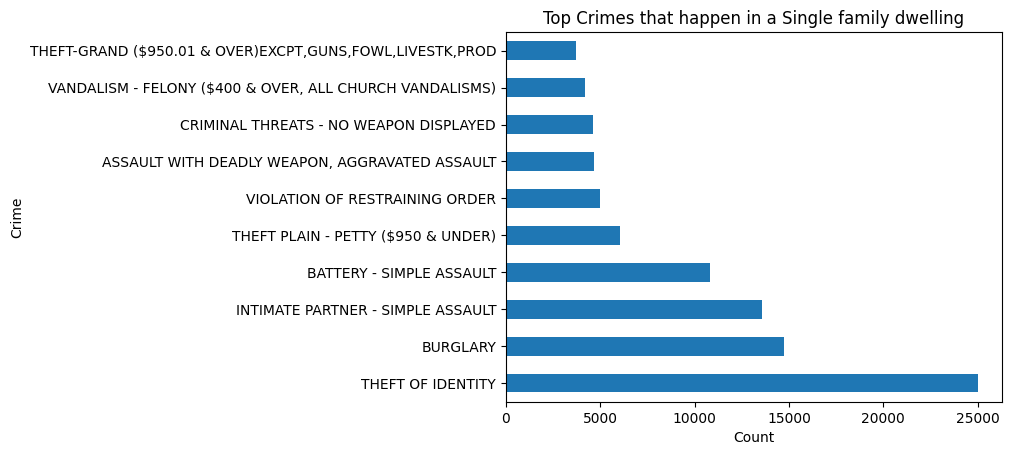 Top Crimes that happen in a Single family dwelling
THEFT-GRAND ($950.01 & OVER)EXCPT,GUNS,FOWL,LIVESTK,PROD
VANDALISM - FELONY ($400 & OVER, ALL CHURCH VANDALISMS)
CRIMINAL THREATS - NO WEAPON DISPLAYED
ASSAULT WITH DEADLY WEAPON, AGGRAVATED ASSAULT
VIOLATION OF RESTRAINING ORDER
THEFT PLAIN - PETTY ($950 & UNDER)
BATTERY - SIMPLE ASSAULT
INTIMATE PARTNER - SIMPLE ASSAULT
BURGLARY
THEFT OF IDENTITY
Crime
0 5000 10000 15000 20000 25000
Count